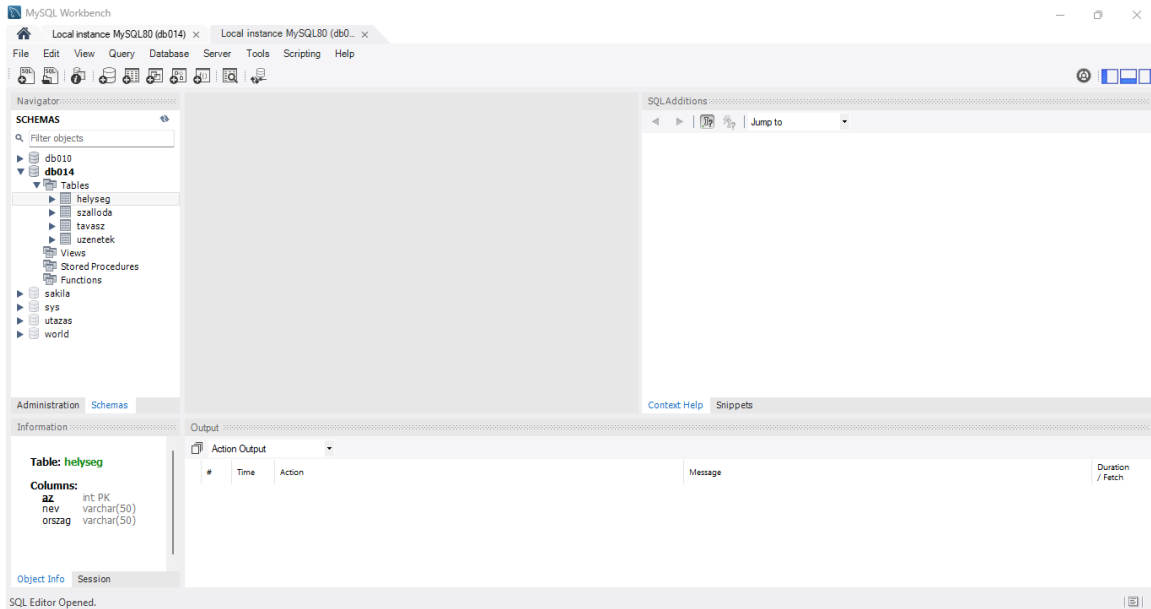 MySQL Workbench
Local instance MySQL80 (db014) × Local instance MySQL80 (db0... ×
File Edit View Query Database Server Tools Scripting Help
Navigator
SCHEMAS
Filter objects
db010
db014
Tables
helyseg
szalloda
tavasz
uzenetek
Views
Stored Procedures
Functions
sakila
sys
utazas
world
Administration Schemas
Information
Table: helyseg
Columns:
az int PK
nev varchar(50)
orszag varchar(50)
Object Info Session
SQLAdditions
Jump to
Context Help Snippets
Output
Action Output
# Time Action Message Duration / Fetch
SQL Editor Opened.